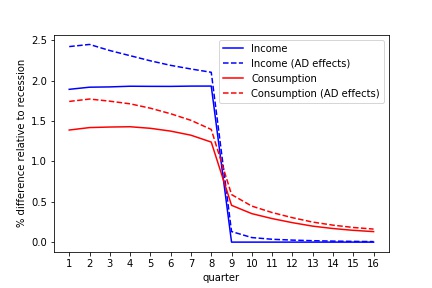 2.5
2.0
1.5
1.0
0.5
0.0
% difference relative to recession
Income
Income (AD effects)
Consumption
Consumption (AD effects)
1 2 3 4 5 6 7 8 9 10 11 12 13 14 15 16
quarter